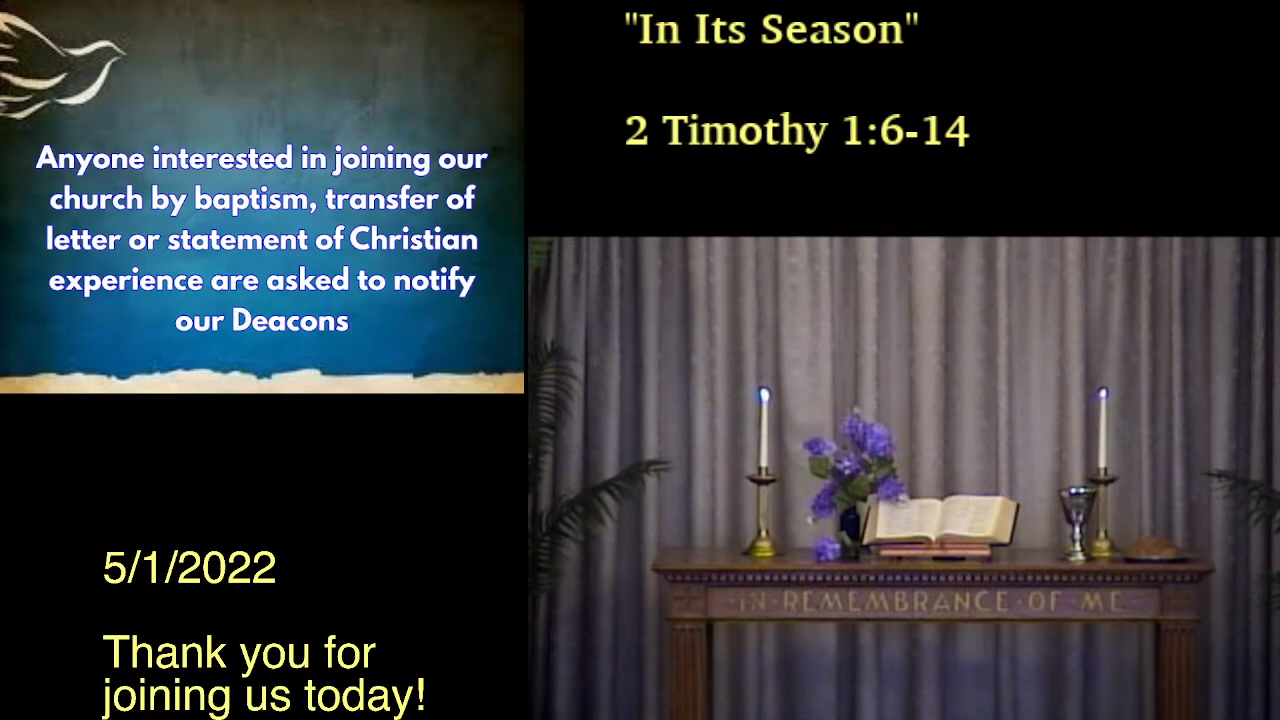 Anyone interested in joining our
church by baptism, transfer of
letter or statement of Christian
experience are asked to notify
our Deacons
"In Its Season"
2 Timothy 1:6-14
5/1/2022
Thank you for
joining us today!
·IN·REMEMBRANCE·OF·ME·